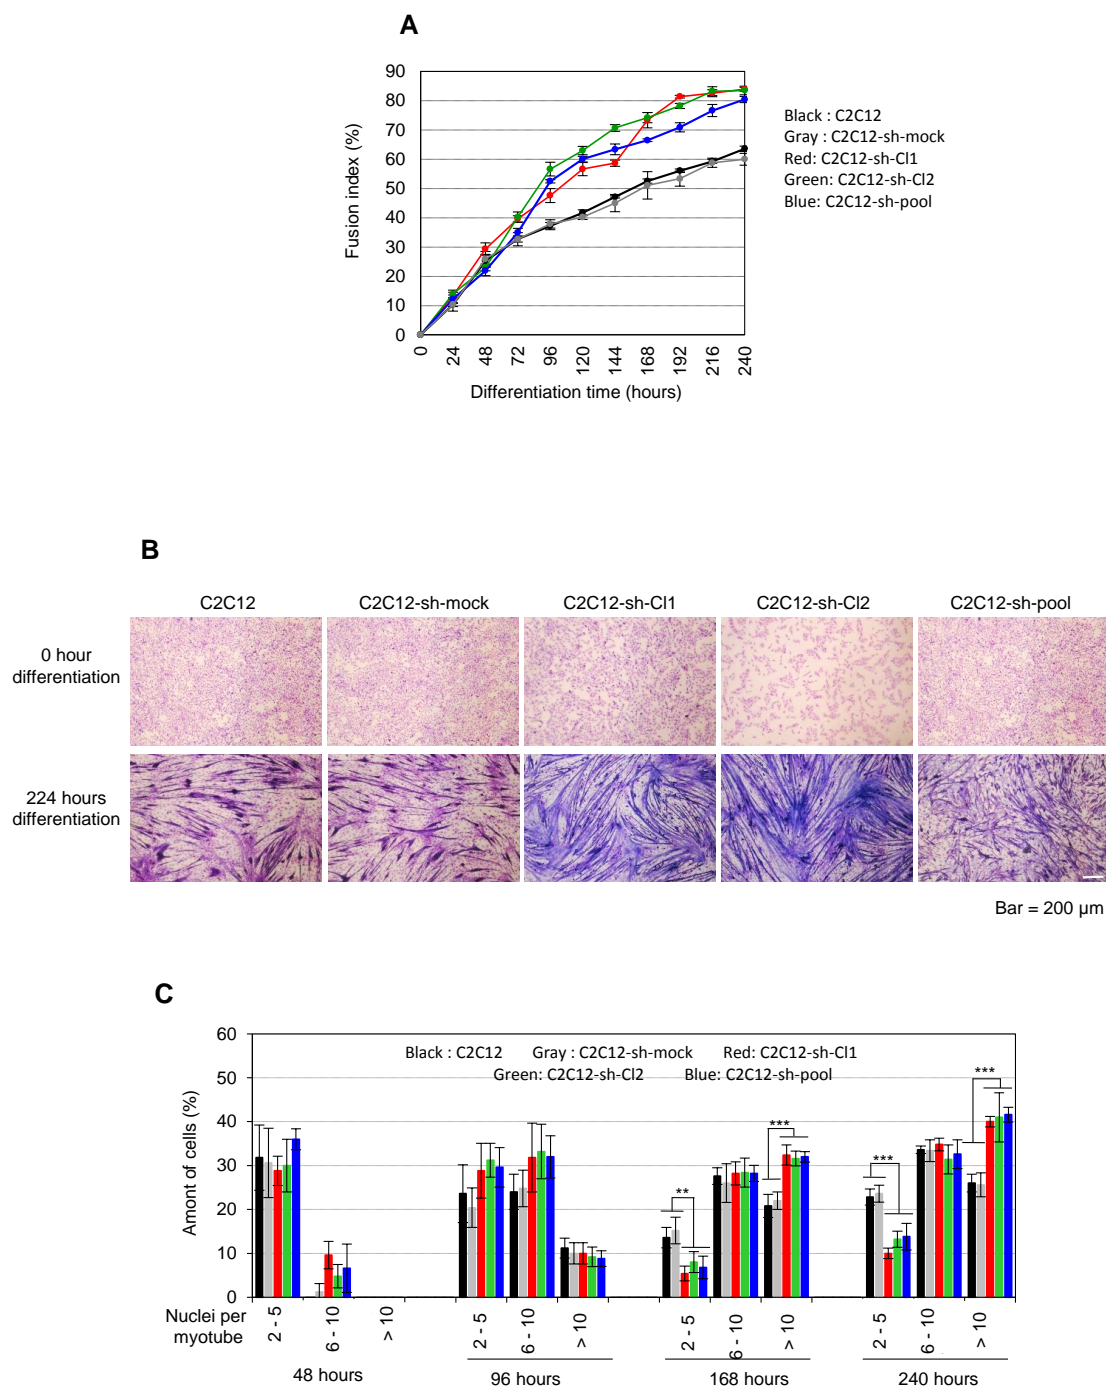 A
90
80
70
60
50
40
30
20
10
0
Fusion index (%)
0 24 48 72 96 120 144 168 192 216 240
Differentiation time (hours)
Black : C2C12
Gray : C2C12-sh-mock
Red: C2C12-sh-Cl1
Green: C2C12-sh-Cl2
Blue: C2C12-sh-pool
B
C2C12 C2C12-sh-mock C2C12-sh-Cl1 C2C12-sh-Cl2 C2C12-sh-pool
0 hour
differentiation
224 hours
differentiation
Bar = 200 µm
C
60
50
40
30
20
10
0
Amont of cells (%)
Black : C2C12 Gray : C2C12-sh-mock Red: C2C12-sh-Cl1
Green: C2C12-sh-Cl2 Blue: C2C12-sh-pool
** *** *** ***
Nuclei per
myotube
2 - 5 6 - 10 > 10 2 - 5 6 - 10 > 10 2 - 5 6 - 10 > 10 2 - 5 6 - 10 > 10
48 hours 96 hours 168 hours 240 hours